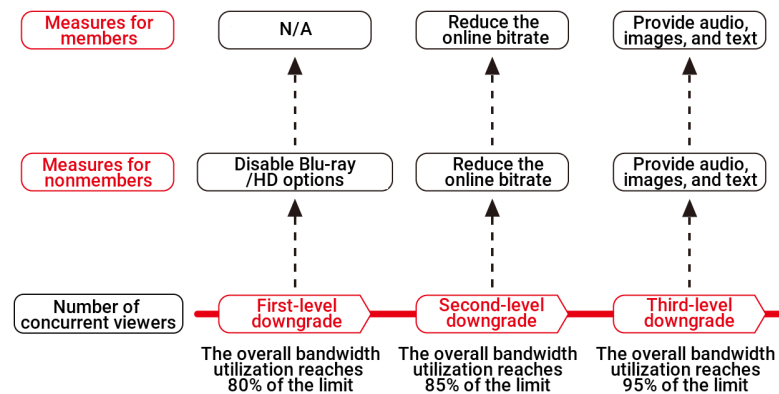 Measures for
members
N/A
Reduce the
online bitrate
Provide audio,
images, and text
Measures for
nonmembers
Disable Blu-ray
/HD options
Reduce the
online bitrate
Provide audio,
images, and text
Number of
concurrent viewers
First-level
downgrade
Second-level
downgrade
Third-level
downgrade
The overall bandwidth
utilization reaches
80% of the limit
The overall bandwidth
utilization reaches
85% of the limit
The overall bandwidth
utilization reaches
95% of the limit